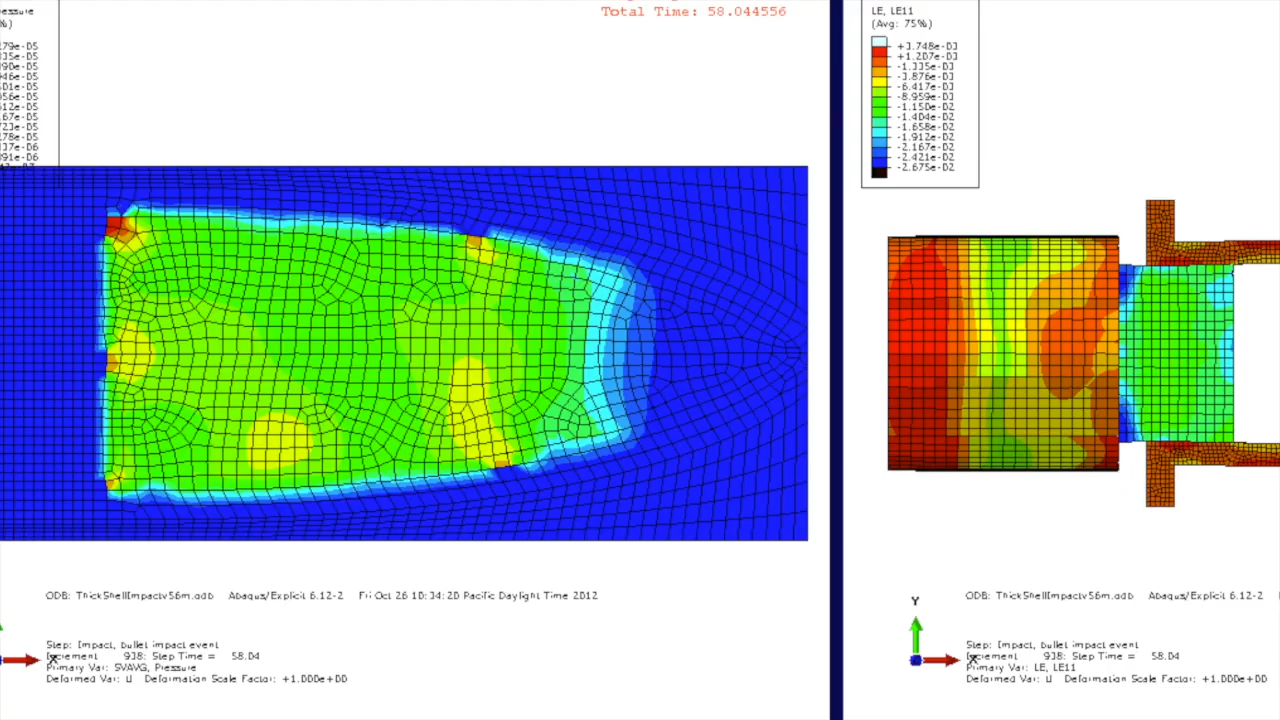 Total Time: 58.044556
LE, LE11
(Avg: 75%)
+3.748e-03
+1.207e-03
-1.335e-03
-3.876e-03
-6.417e-03
-8.959e-03
-1.150e-02
-1.404e-02
-1.658e-02
-1.912e-02
-2.167e-02
-2.421e-02
-2.675e-02
ODB: ThickShellImpactv56m.odb Abaqus/Explicit 6.12-2 Fri Oct 26 10:34:20 Pacific Daylight Time 2012
Step: Impact, bullet impact event
Increment 938: Step Time = 58.04
Primary Var: SVAVG, Pressure
Deformed Var: U Deformation Scale Factor: +1.000e+00
Y
X
ODB: ThickShellImpactv56m.odb Abaqus/Explicit 6.12-2
Step: Impact, bullet impact event
Increment 938: Step Time = 58.04
Primary Var: LE, LE11
Deformed Var: U Deformation Scale Factor: +1.000e+00